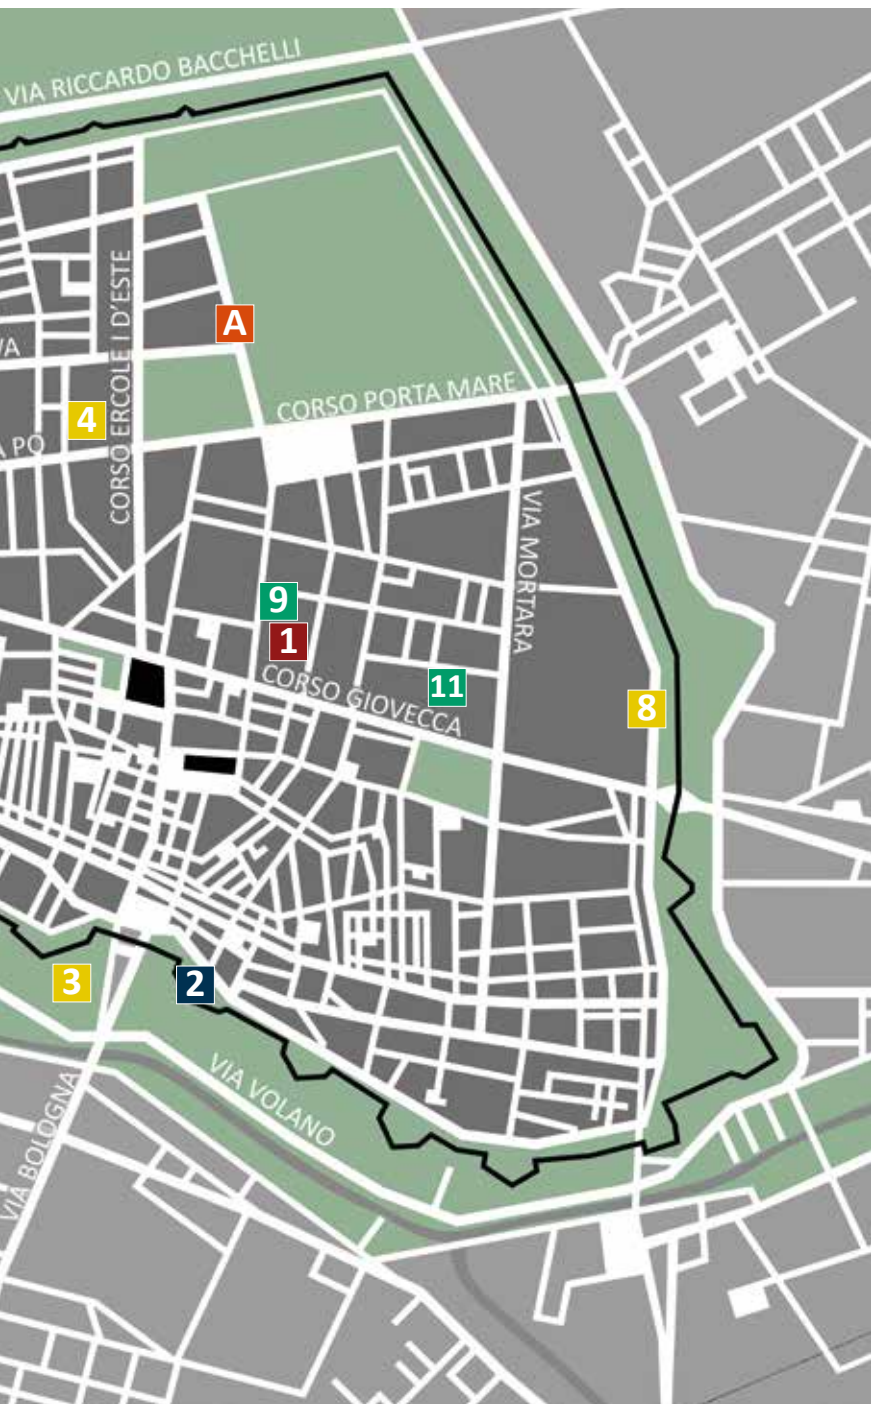 VIA RICCARDO BACCHELLI
CORSO ERCOLE I D'ESTE
A
VA
CORSO PORTA MARE
4
A PO
VIA MORTARA
9
1
CORSO GIOVECCA
11
8
3
2
VIA VOLANO
VIA BOLOGNA